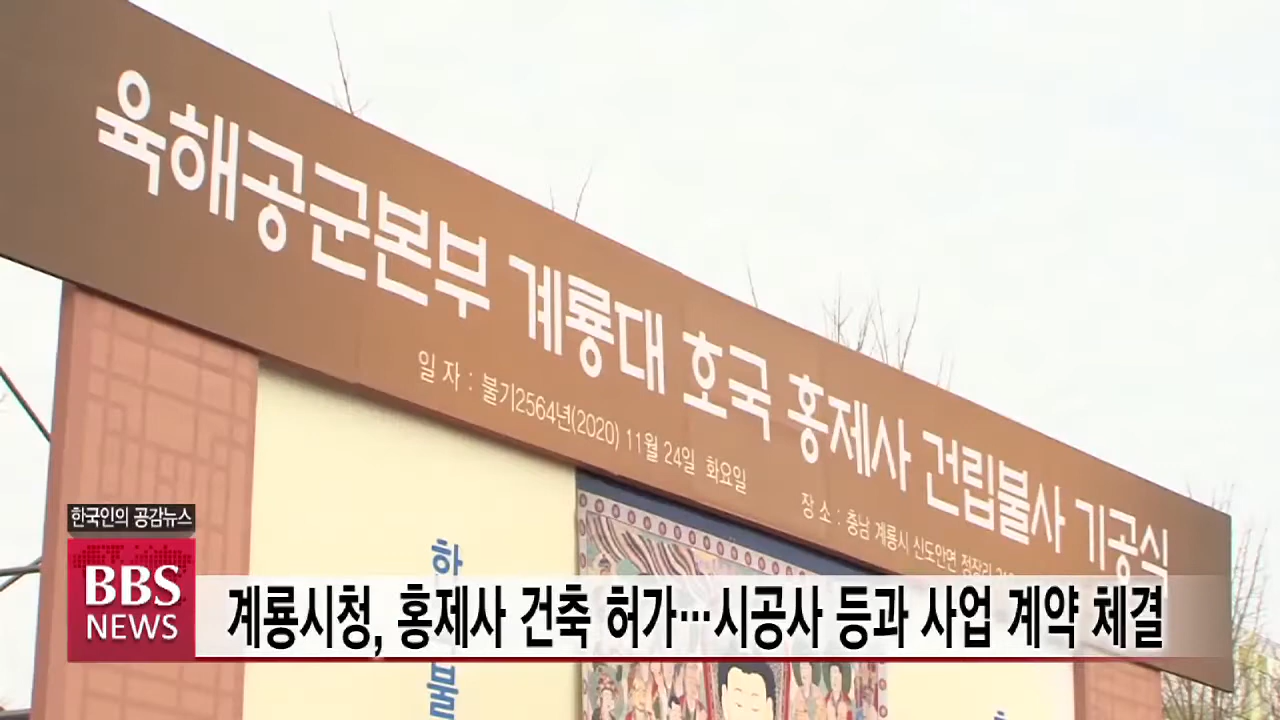 육해공군본부 계룡대 호국 홍제사 건립불사 기공식
일 자 : 불기2564년(2020) 11월 24일 화요일
장 소 : 충남 계룡시 신도안면 정장리
한국인의 공감뉴스
BBS
NEWS
계룡시청, 홍제사 건축 허가…시공사 등과 사업 계약 체결